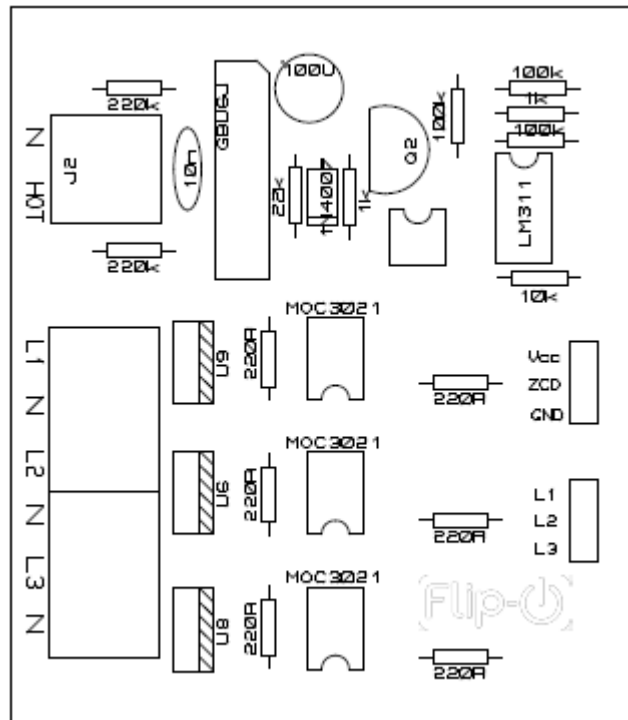 220k
N
HOT
J2
10n
220k
GBU6J
100U
22k
1N4007
1k
Q2
100k
100k
1k
100k
LM311
10k
L1
N
L2
N
L3
N
U9
220R
MOC3021
220R
Vcc
ZCD
GND
U6
220R
MOC3021
220R
L1
L2
L3
U8
220R
MOC3021
Flip-O
220R